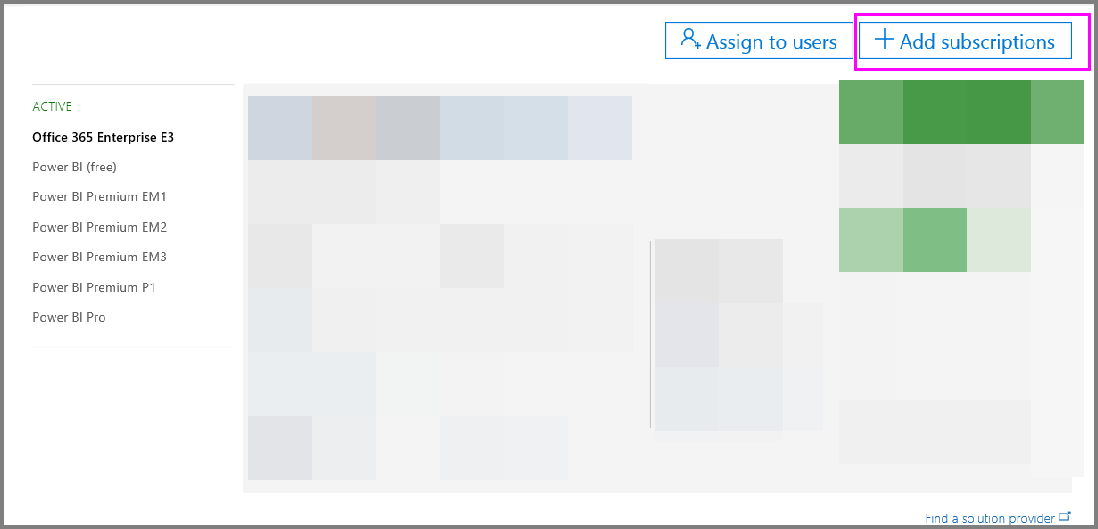 Assign to users
Add subscriptions
ACTIVE
Office 365 Enterprise E3
Power BI (free)
Power BI Premium EM1
Power BI Premium EM2
Power BI Premium EM3
Power BI Premium P1
Power BI Pro
Find a solution provider